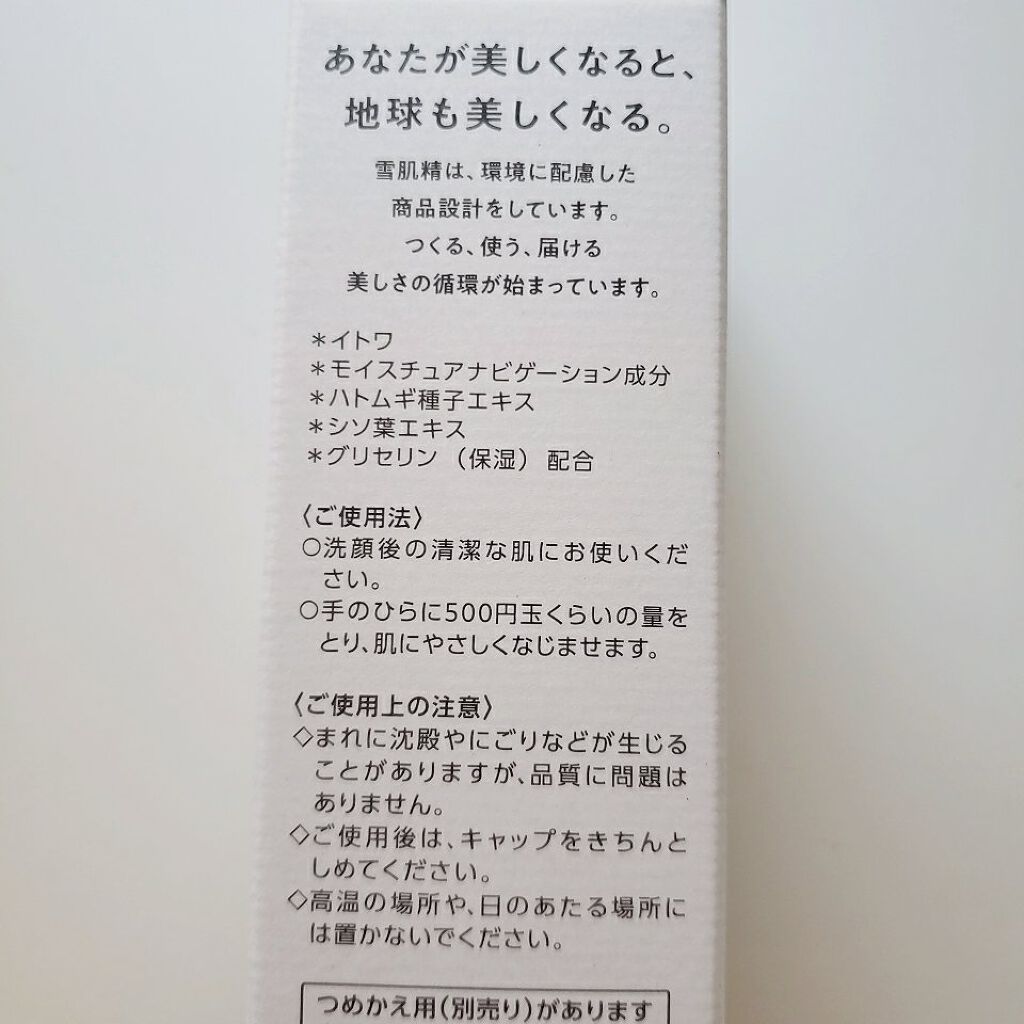 あなたが美しくなると、
地球も美しくなる。
雪肌精は、環境に配慮した
商品設計をしています。
つくる、使う、届ける
美しさの循環が始まっています。
＊イトワ
＊モイスチュアナビゲーション成分
＊ハトムギ種子エキス
＊シソ葉エキス
＊グリセリン（保湿）配合
〈ご使用法〉
○洗顔後の清潔な肌にお使いくだ
さい。
○手のひらに500円玉くらいの量を
とり、肌にやさしくなじませます。
〈ご使用上の注意〉
◇まれに沈殿やにごりなどが生じる
ことがありますが、品質に問題は
ありません。
◇ご使用後は、キャップをきちんと
しめてください。
◇高温の場所や、日のあたる場所に
は置かないでください。
つめかえ用（別売り）があります